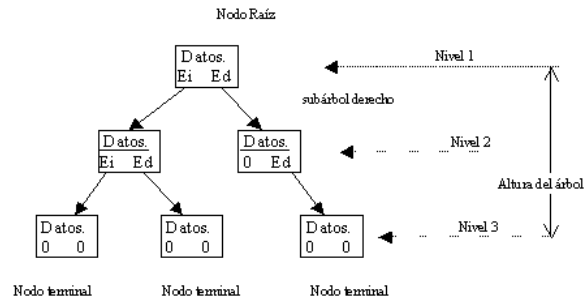 Nodo Raíz
Datos.
Ei Ed
Nivel 1
subárbol derecho
Datos.
Ei Ed
Datos.
0 Ed
Nivel 2
Altura del árbol
Datos.
0 0
Datos.
0 0
Datos.
0 0
Nivel 3
Nodo terminal
Nodo terminal
Nodo terminal